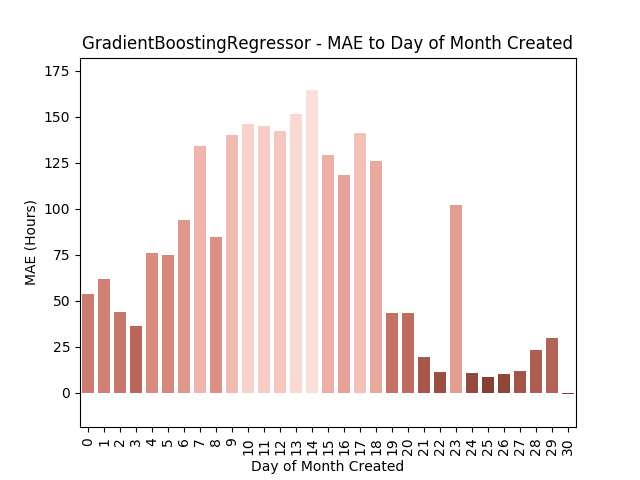 GradientBoostingRegressor - MAE to Day of Month Created
175
150
125
100
75
50
25
0
MAE (Hours)
0 1 2 3 4 5 6 7 8 9 10 11 12 13 14 15 16 17 18 19 20 21 22 23 24 25 26 27 28 29 30
Day of Month Created